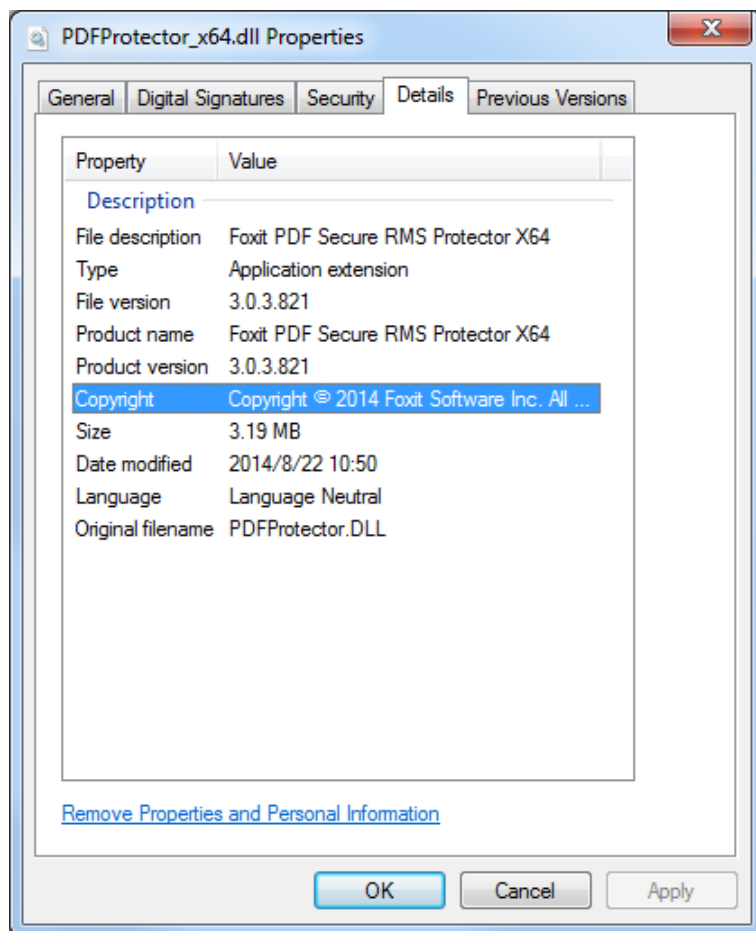 PDFProtector_x64.dll Properties
General Digital Signatures Security Details Previous Versions
Property Value
Description
File description Foxit PDF Secure RMS Protector X64
Type Application extension
File version 3.0.3.821
Product name Foxit PDF Secure RMS Protector X64
Product version 3.0.3.821
Copyright Copyright © 2014 Foxit Software Inc. All ...
Size 3.19 MB
Date modified 2014/8/22 10:50
Language Language Neutral
Original filename PDFProtector.DLL
Remove Properties and Personal Information
OK Cancel Apply